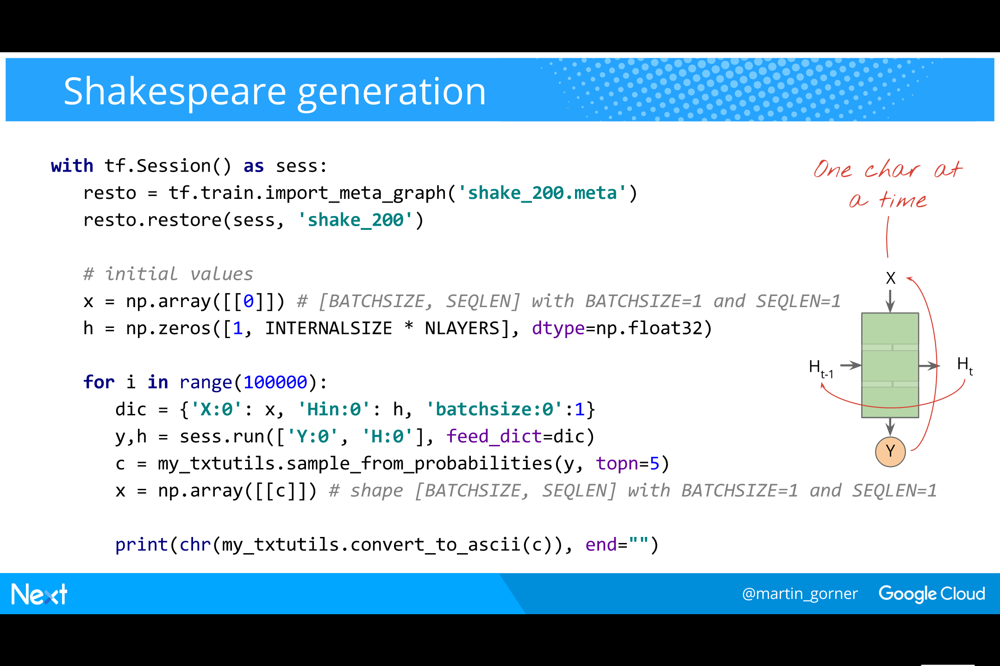 Shakespeare generation
with tf.Session() as sess:
resto = tf.train.import_meta_graph('shake_200.meta')
resto.restore(sess, 'shake_200')
# initial values
x = np.array([[0]]) # [BATCHSIZE, SEQLEN] with BATCHSIZE=1 and SEQLEN=1
h = np.zeros([1, INTERNALSIZE * NLAYERS], dtype=np.float32)
for i in range(100000):
dic = {'X:0': x, 'Hin:0': h, 'batchsize:0':1}
y,h = sess.run(['Y:0', 'H:0'], feed_dict=dic)
c = my_txtutils.sample_from_probabilities(y, topn=5)
x = np.array([[c]]) # shape [BATCHSIZE, SEQLEN] with BATCHSIZE=1 and SEQLEN=1
print(chr(my_txtutils.convert_to_ascii(c)), end="")
One char at
a time
X
Ht-1
Ht
Y
Next
@martin_gorner
Google Cloud